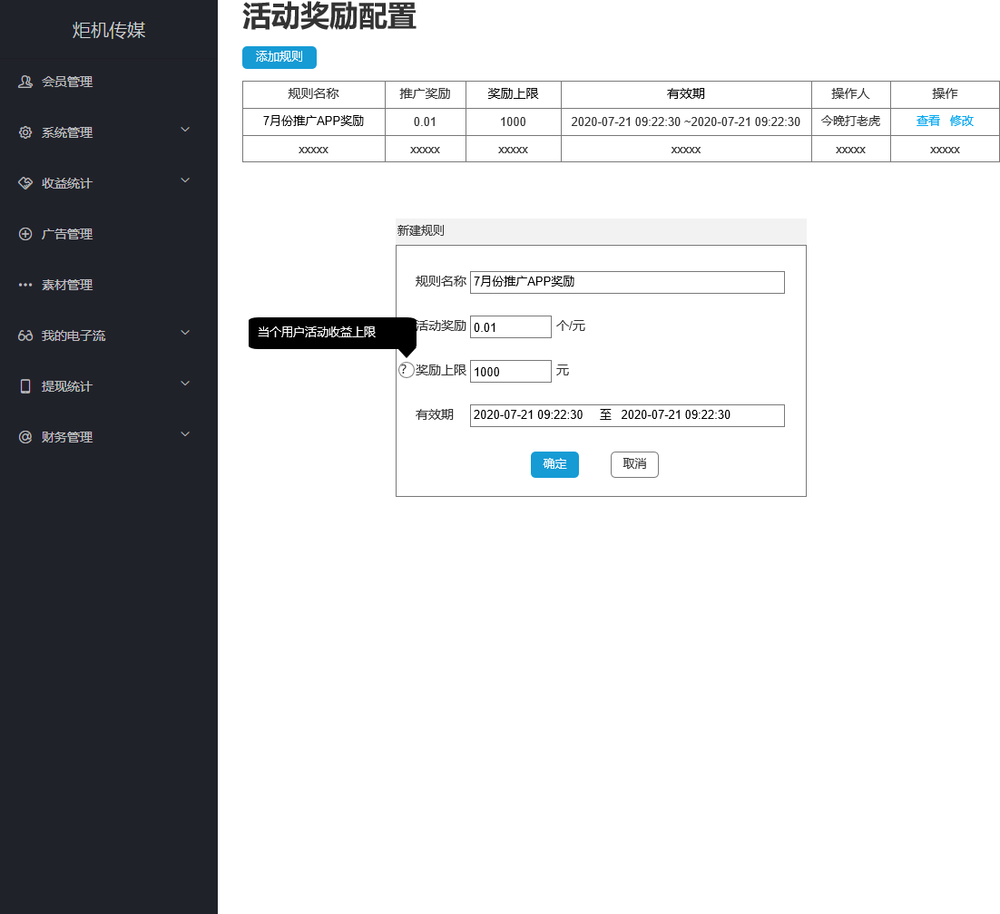 炬机传媒
会员管理
系统管理
收益统计
广告管理
素材管理
我的电子流
提现统计
财务管理
活动奖励配置
添加规则
规则名称 推广奖励 奖励上限 有效期 操作人 操作
7月份推广APP奖励 0.01 1000 2020-07-21 09:22:30 ~2020-07-21 09:22:30 今晚打老虎 查看 修改
xxxxx xxxxx xxxxx xxxxx xxxxx xxxxx
新建规则
规则名称 7月份推广APP奖励
活动奖励 0.01 个/元
当个用户活动收益上限
? 奖励上限 1000 元
有效期 2020-07-21 09:22:30 至 2020-07-21 09:22:30
确定 取消